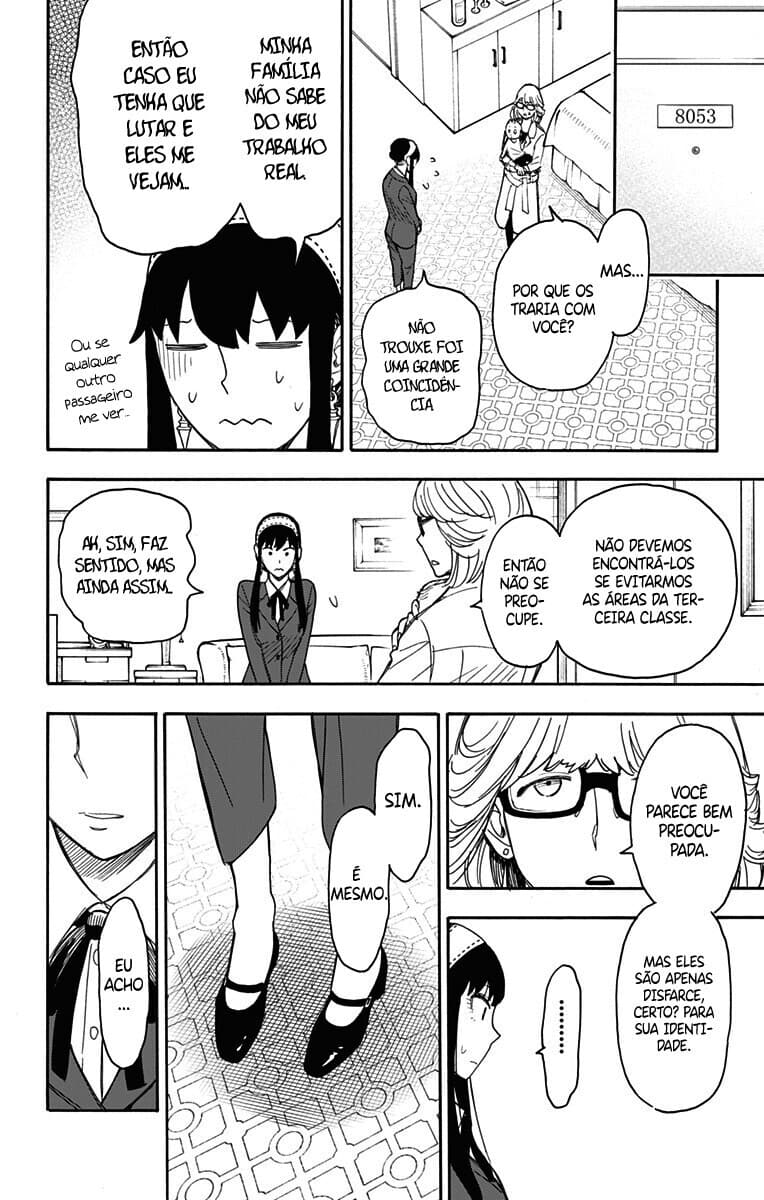 8053
MAS...
POR QUE OS
TRARIA COM
VOCÊ?
NÃO
TROUXE. FOI
UMA GRANDE
COINCIDÊN-
CIA
MINHA
FAMÍLIA
NÃO SABE
DO MEU
TRABALHO
REAL.
ENTÃO
CASO EU
TENHA QUE
LUTAR E
ELES ME
VEJAM...
Ou se
qualquer
outro
passageiro
me ver...
NÃO DEVEMOS
ENCONTRÁ-LOS
SE EVITARMOS
AS ÁREAS DA TER-
CEIRA CLASSE.
ENTÃO
NÃO SE
PREO-
CUPE.
AH, SIM, FAZ
SENTIDO, MAS
AINDA ASSIM...
VOCÊ
PARECE BEM
PREOCU-
PADA.
MAS ELES
SÃO APENAS
DISFARCE,
CERTO? PARA
SUA IDENTI-
DADE.
.........
SIM.
É
MESMO.
EU
ACHO
...